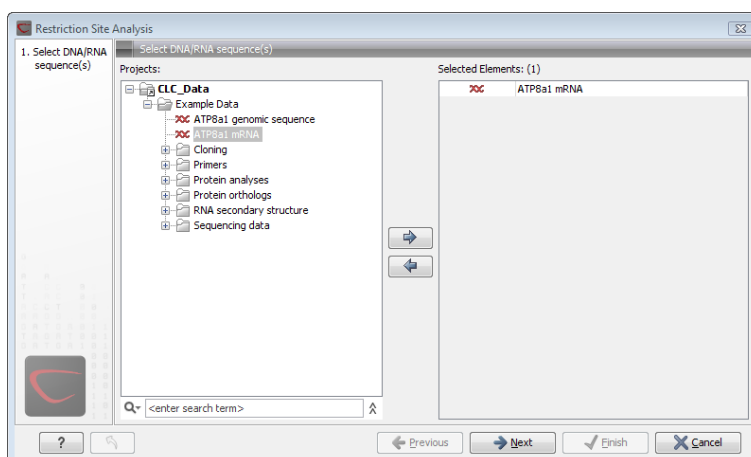 Restriction Site Analysis
1. Select DNA/RNA
sequence(s)
Select DNA/RNA sequence(s)
Projects:
CLC_Data
Example Data
ATP8a1 genomic sequence
ATP8a1 mRNA
Cloning
Primers
Protein analyses
Protein orthologs
RNA secondary structure
Sequencing data
<enter search term>
Selected Elements: (1)
ATP8a1 mRNA
?
Previous
Next
Finish
Cancel